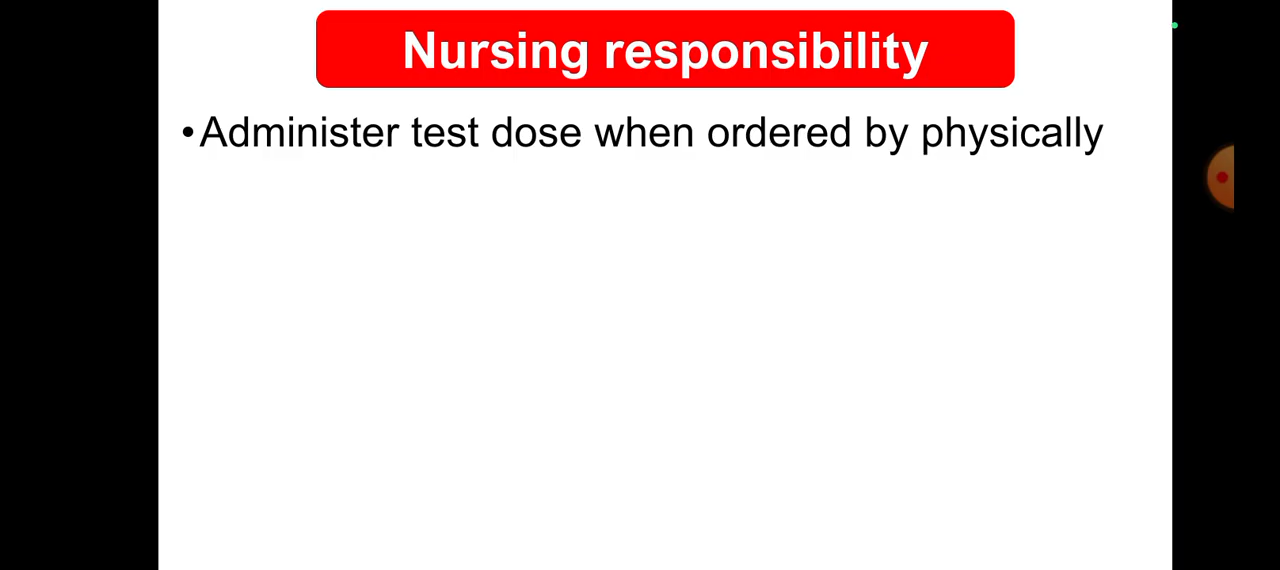 Nursing responsibility
•Administer test dose when ordered by physically